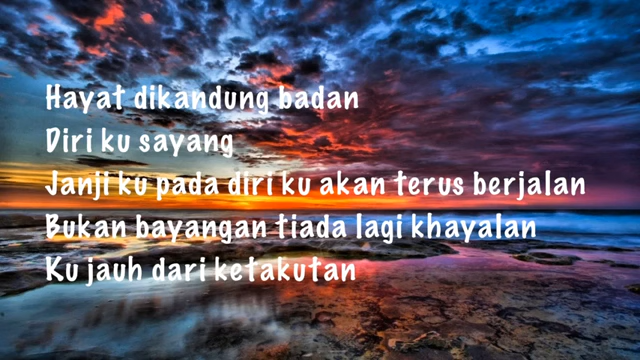 Hayat dikandung badan
Diri ku sayang
Janji ku pada diri ku akan terus berjalan
Bukan bayangan tiada lagi khayalan
Ku jauh dari ketakutan